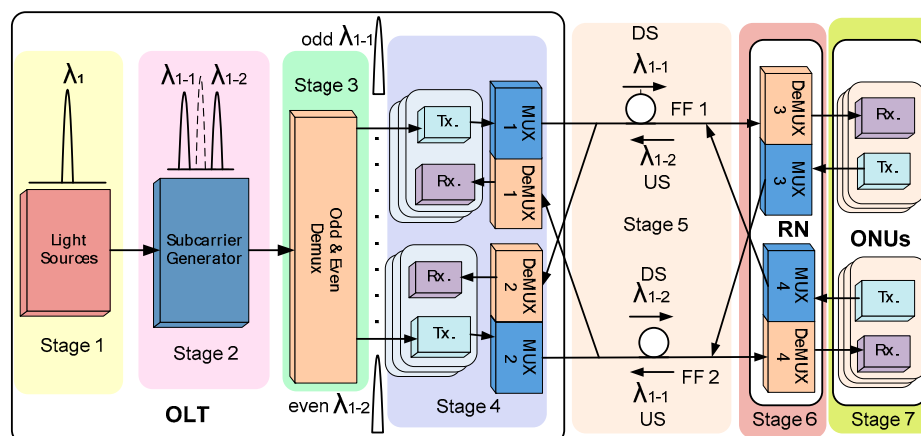 λ1
Light
Sources
Stage 1
λ1-1
λ1-2
Subcarrier
Generator
Stage 2
Stage 3
Odd & Even
Demux
odd λ1-1
even λ1-2
OLT
Tx.
Rx.
MUX
1
DeMUX
1
Rx.
Tx.
DeMUX
2
MUX
2
Stage 4
DS
λ1-1
FF 1
λ1-2
US
Stage 5
DS
λ1-2
FF 2
λ1-1
US
DeMUX
3
MUX
3
RN
MUX
4
DeMUX
4
Stage 6
Rx.
Tx.
ONUs
Tx.
Rx.
Stage 7